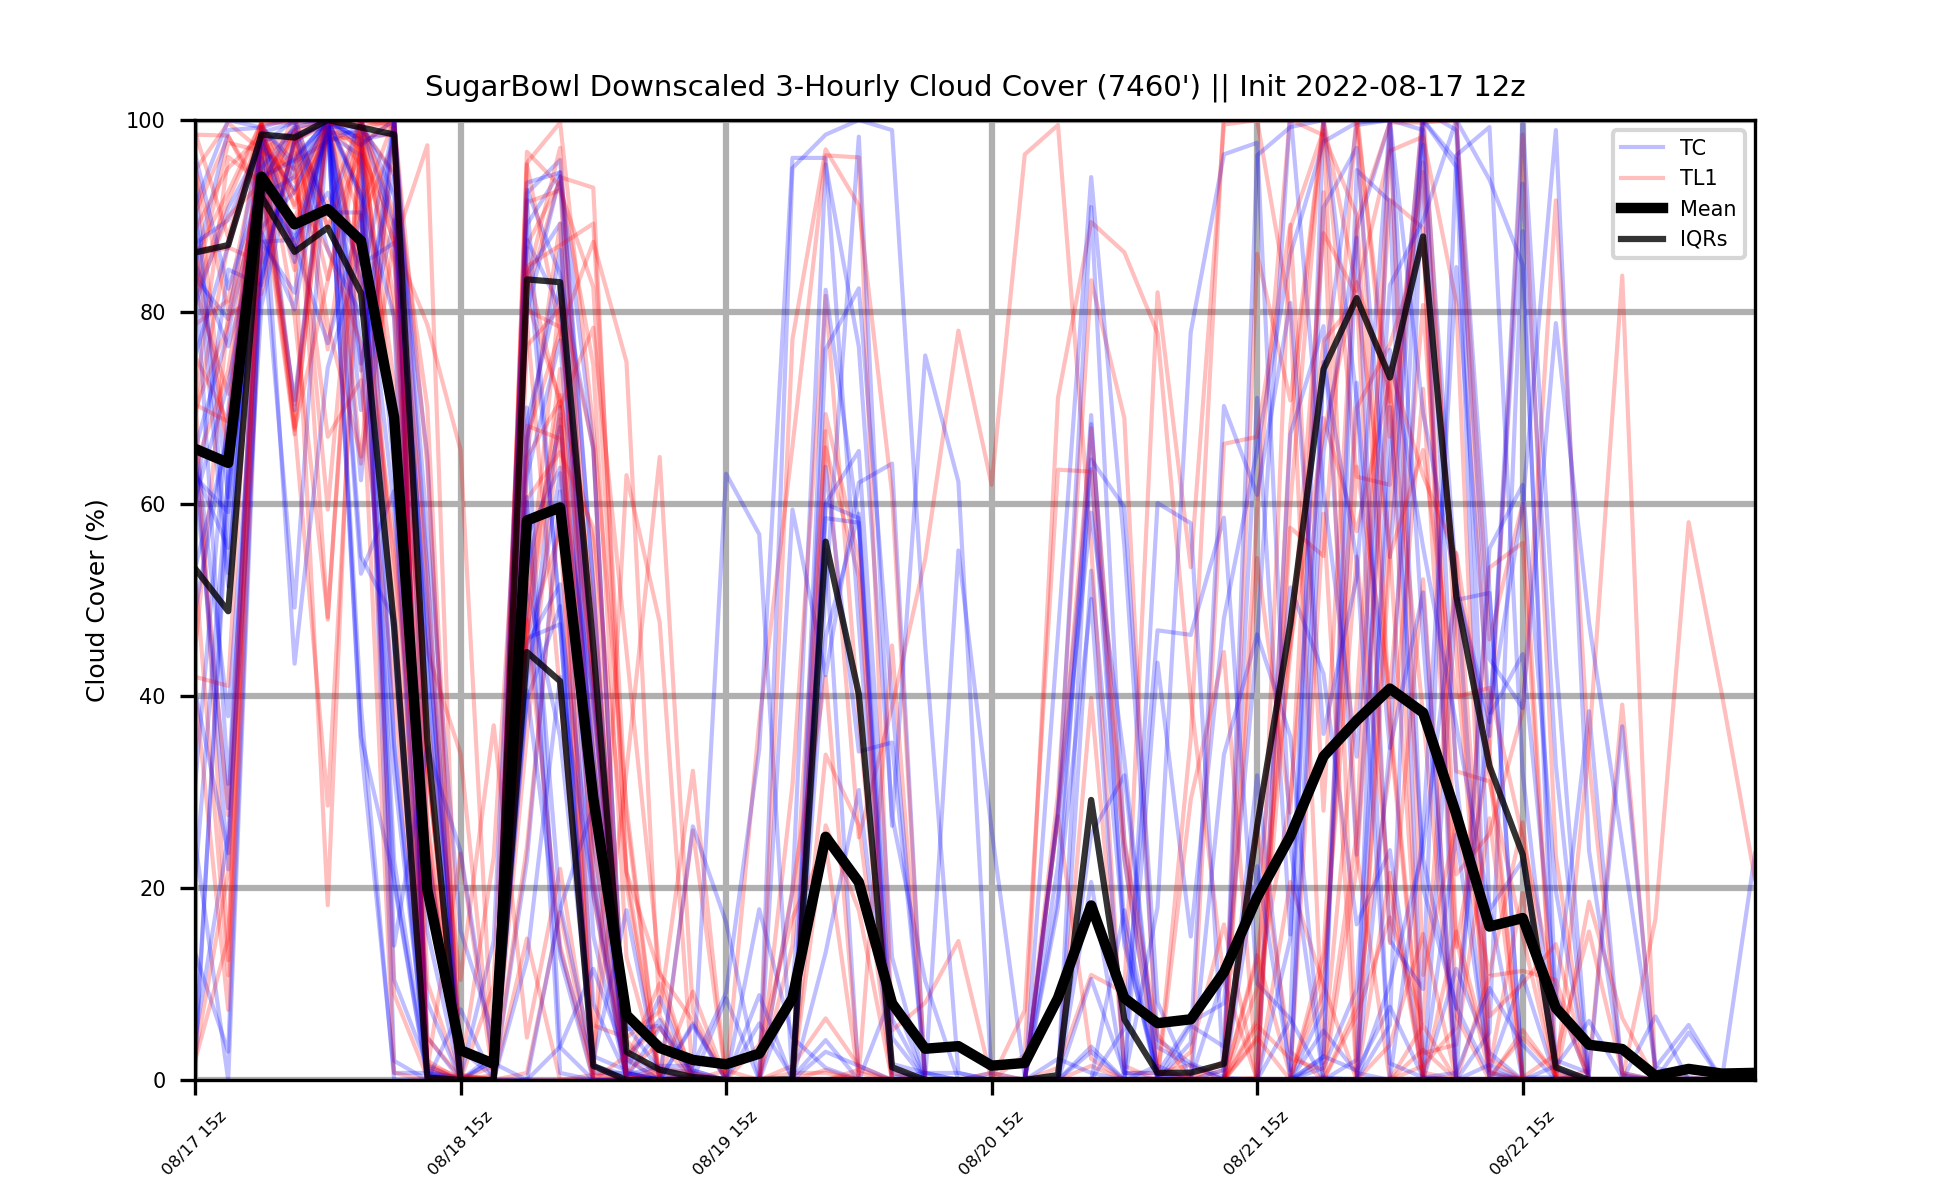 SugarBowl Downscaled 3-Hourly Cloud Cover (7460') || Init 2022-08-17 12z
Cloud Cover (%)
100
80
60
40
20
0
TC
TL1
Mean
IQRs
08/17 15z
08/18 15z
08/19 15z
08/20 15z
08/21 15z
08/22 15z